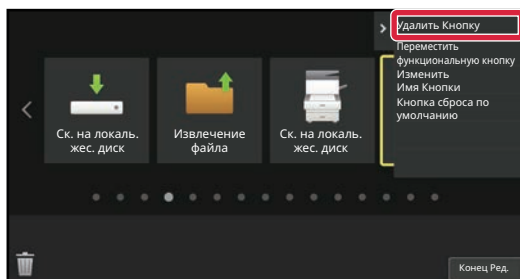 Удалить Кнопку
Переместить
функциональную кнопку
Изменить
Имя Кнопки
Кнопка сброса по
умолчанию
Ск. на локаль.
жес. диск
Извлечение
файла
Ск. на локаль.
жес. диск
Конец Ред.